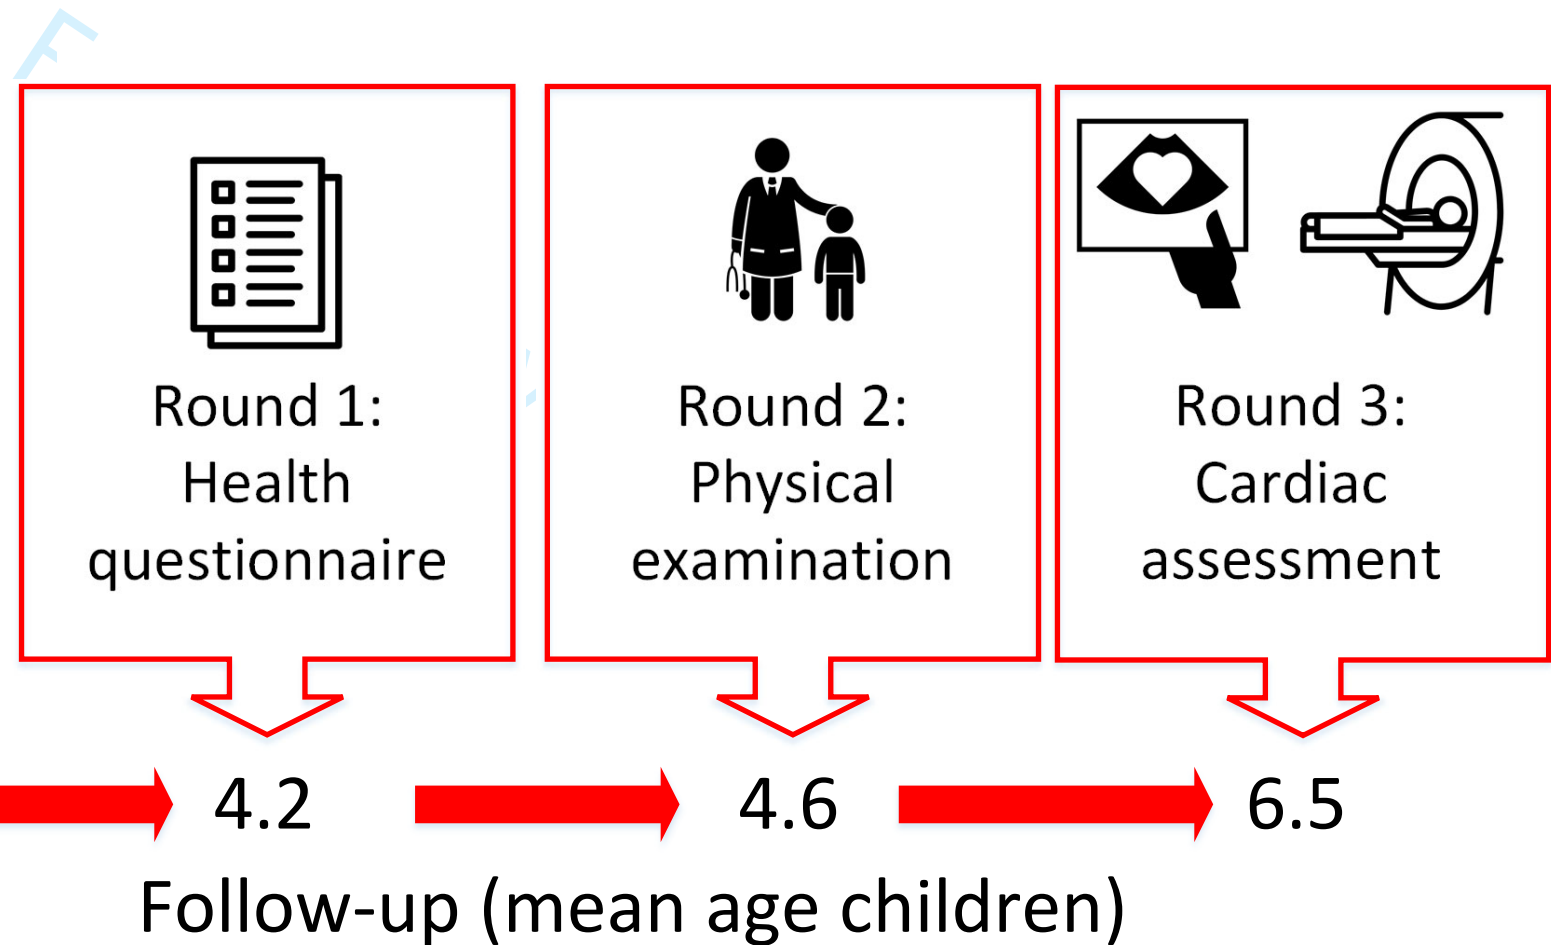 Round 1:
Health
questionnaire
Round 2:
Physical
examination
Round 3:
Cardiac
assessment
4.2
4.6
6.5
Follow-up (mean age children)